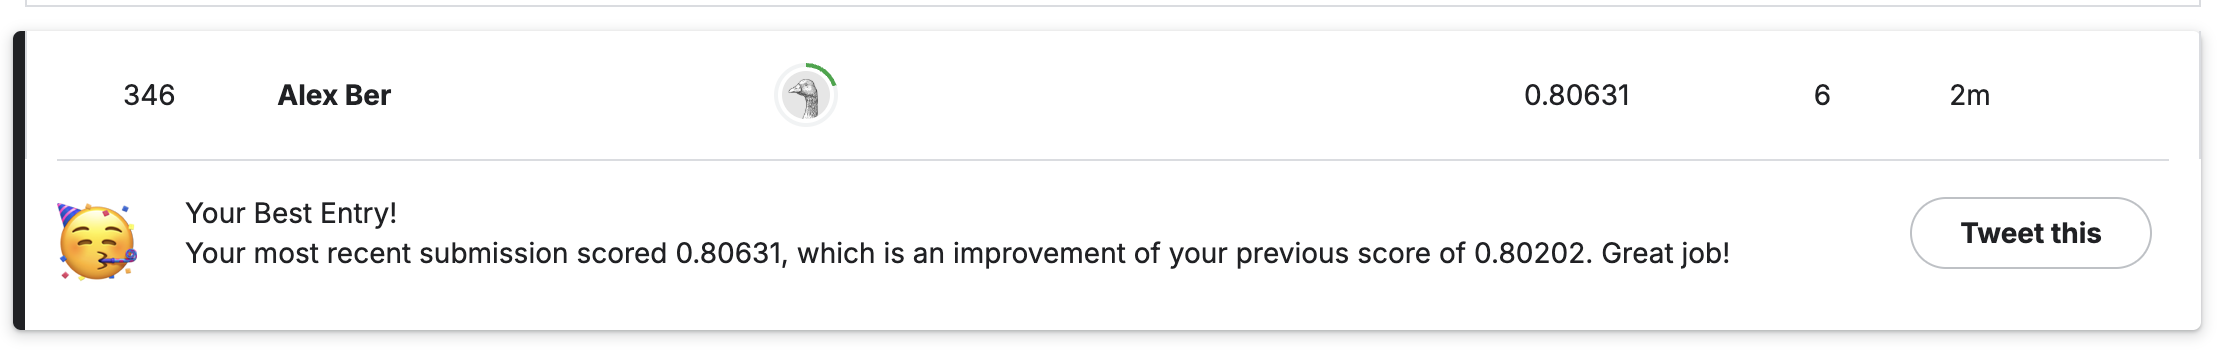 346 Alex Ber 0.80631 6 2m
Your Best Entry!
Your most recent submission scored 0.80631, which is an improvement of your previous score of 0.80202. Great job!
Tweet this